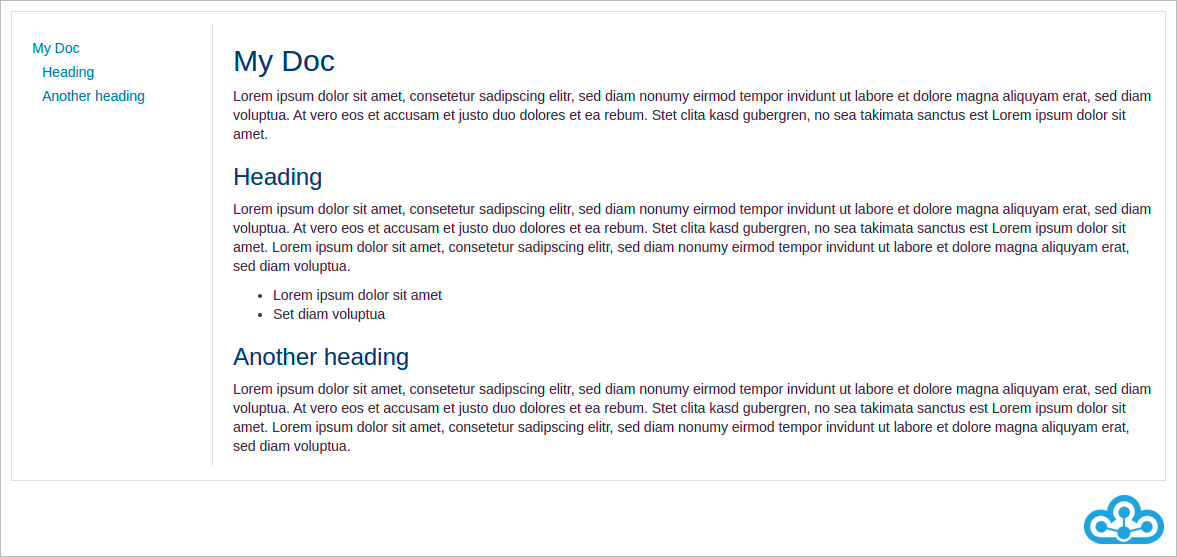 My Doc
Heading
Another heading
My Doc
Lorem ipsum dolor sit amet, consetetur sadipscing elitr, sed diam nonumy eirmod tempor invidunt ut labore et dolore magna aliquyam erat, sed diam
voluptua. At vero eos et accusam et justo duo dolores et ea rebum. Stet clita kasd gubergren, no sea takimata sanctus est Lorem ipsum dolor sit
amet.
Heading
Lorem ipsum dolor sit amet, consetetur sadipscing elitr, sed diam nonumy eirmod tempor invidunt ut labore et dolore magna aliquyam erat, sed diam
voluptua. At vero eos et accusam et justo duo dolores et ea rebum. Stet clita kasd gubergren, no sea takimata sanctus est Lorem ipsum dolor sit
amet. Lorem ipsum dolor sit amet, consetetur sadipscing elitr, sed diam nonumy eirmod tempor invidunt ut labore et dolore magna aliquyam erat,
sed diam voluptua.
• Lorem ipsum dolor sit amet
• Set diam voluptua
Another heading
Lorem ipsum dolor sit amet, consetetur sadipscing elitr, sed diam nonumy eirmod tempor invidunt ut labore et dolore magna aliquyam erat, sed diam
voluptua. At vero eos et accusam et justo duo dolores et ea rebum. Stet clita kasd gubergren, no sea takimata sanctus est Lorem ipsum dolor sit
amet. Lorem ipsum dolor sit amet, consetetur sadipscing elitr, sed diam nonumy eirmod tempor invidunt ut labore et dolore magna aliquyam erat,
sed diam voluptua.